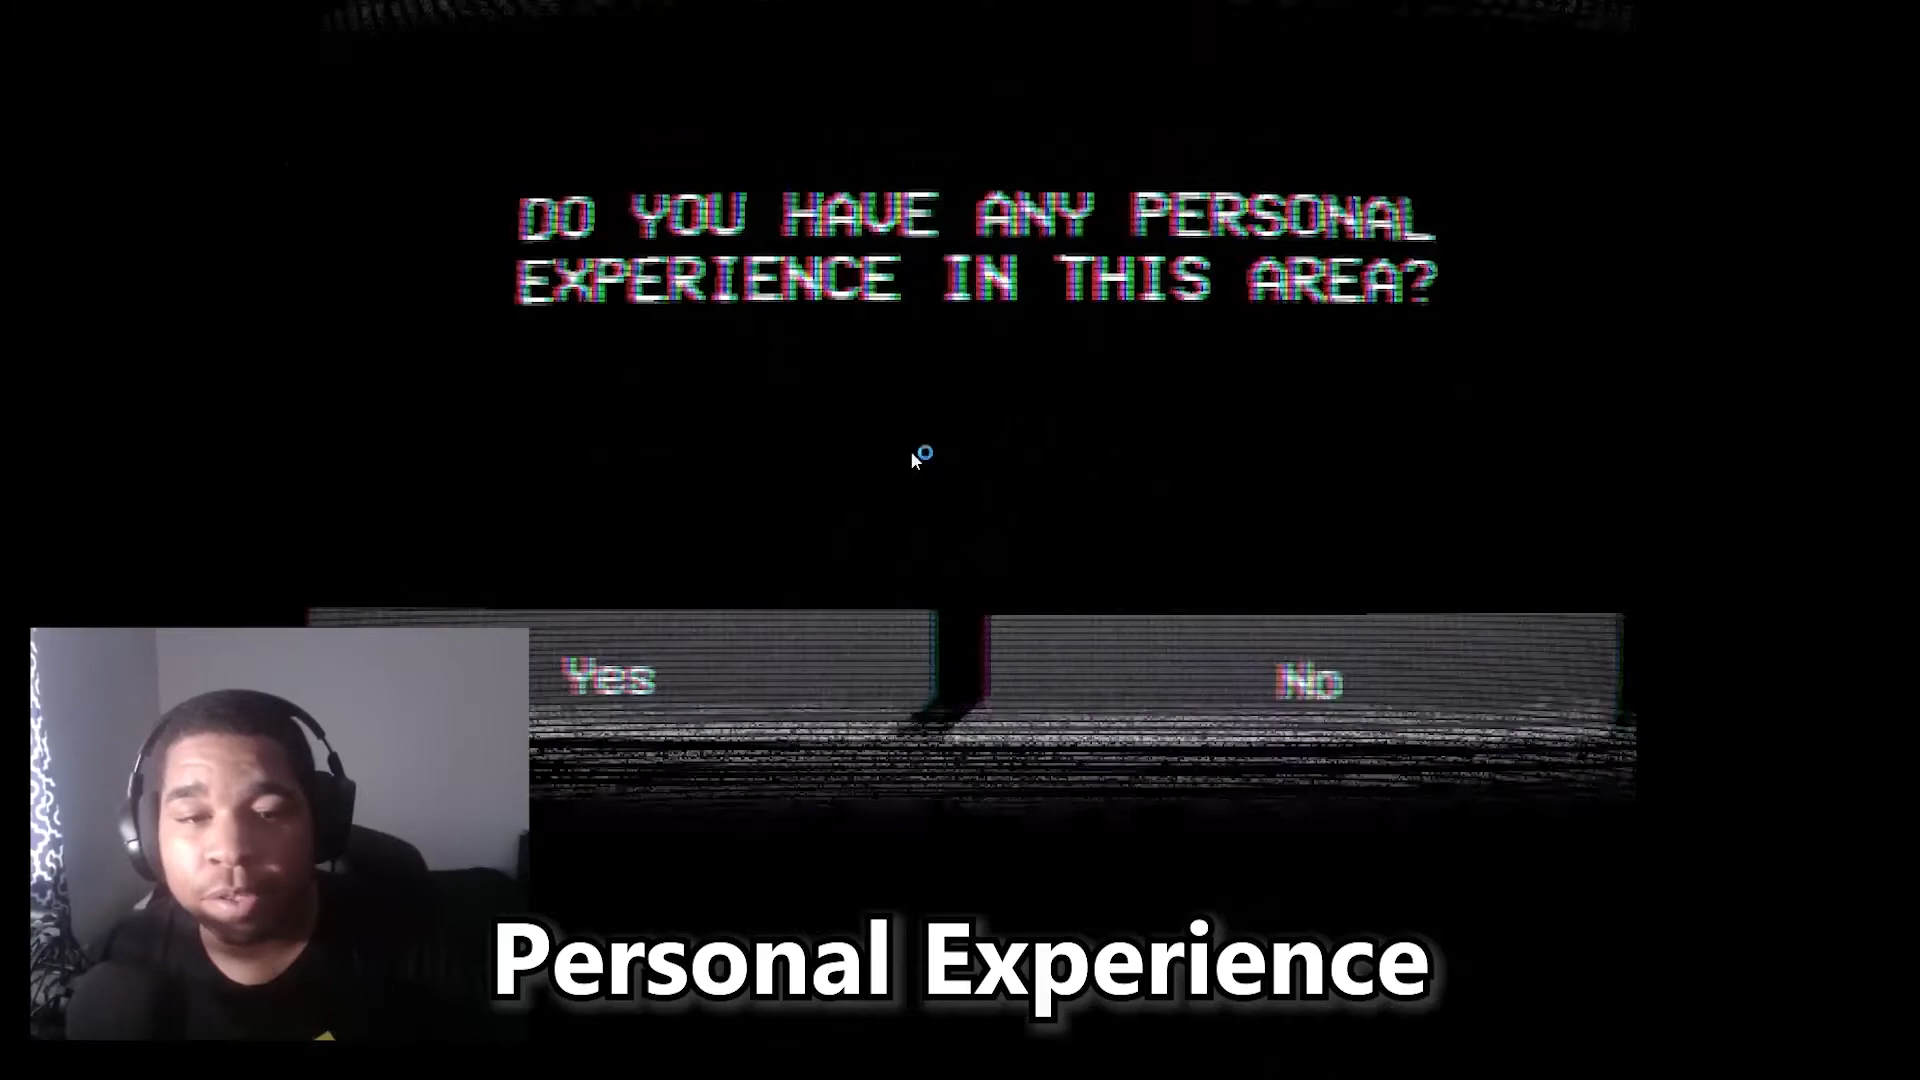 DO YOU HAVE ANY PERSONAL
EXPERIENCE IN THIS AREA?
Yes
No
Personal Experience